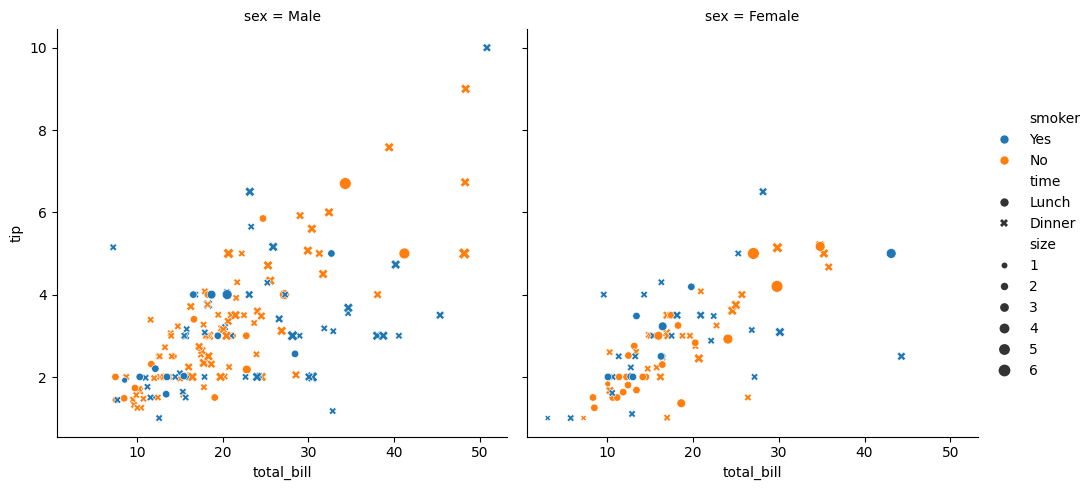 sex = Male
sex = Female
10
8
6
4
2
tip
10 20 30 40 50
10 20 30 40 50
total_bill
total_bill
smoker
Yes
No
time
Lunch
Dinner
size
1
2
3
4
5
6